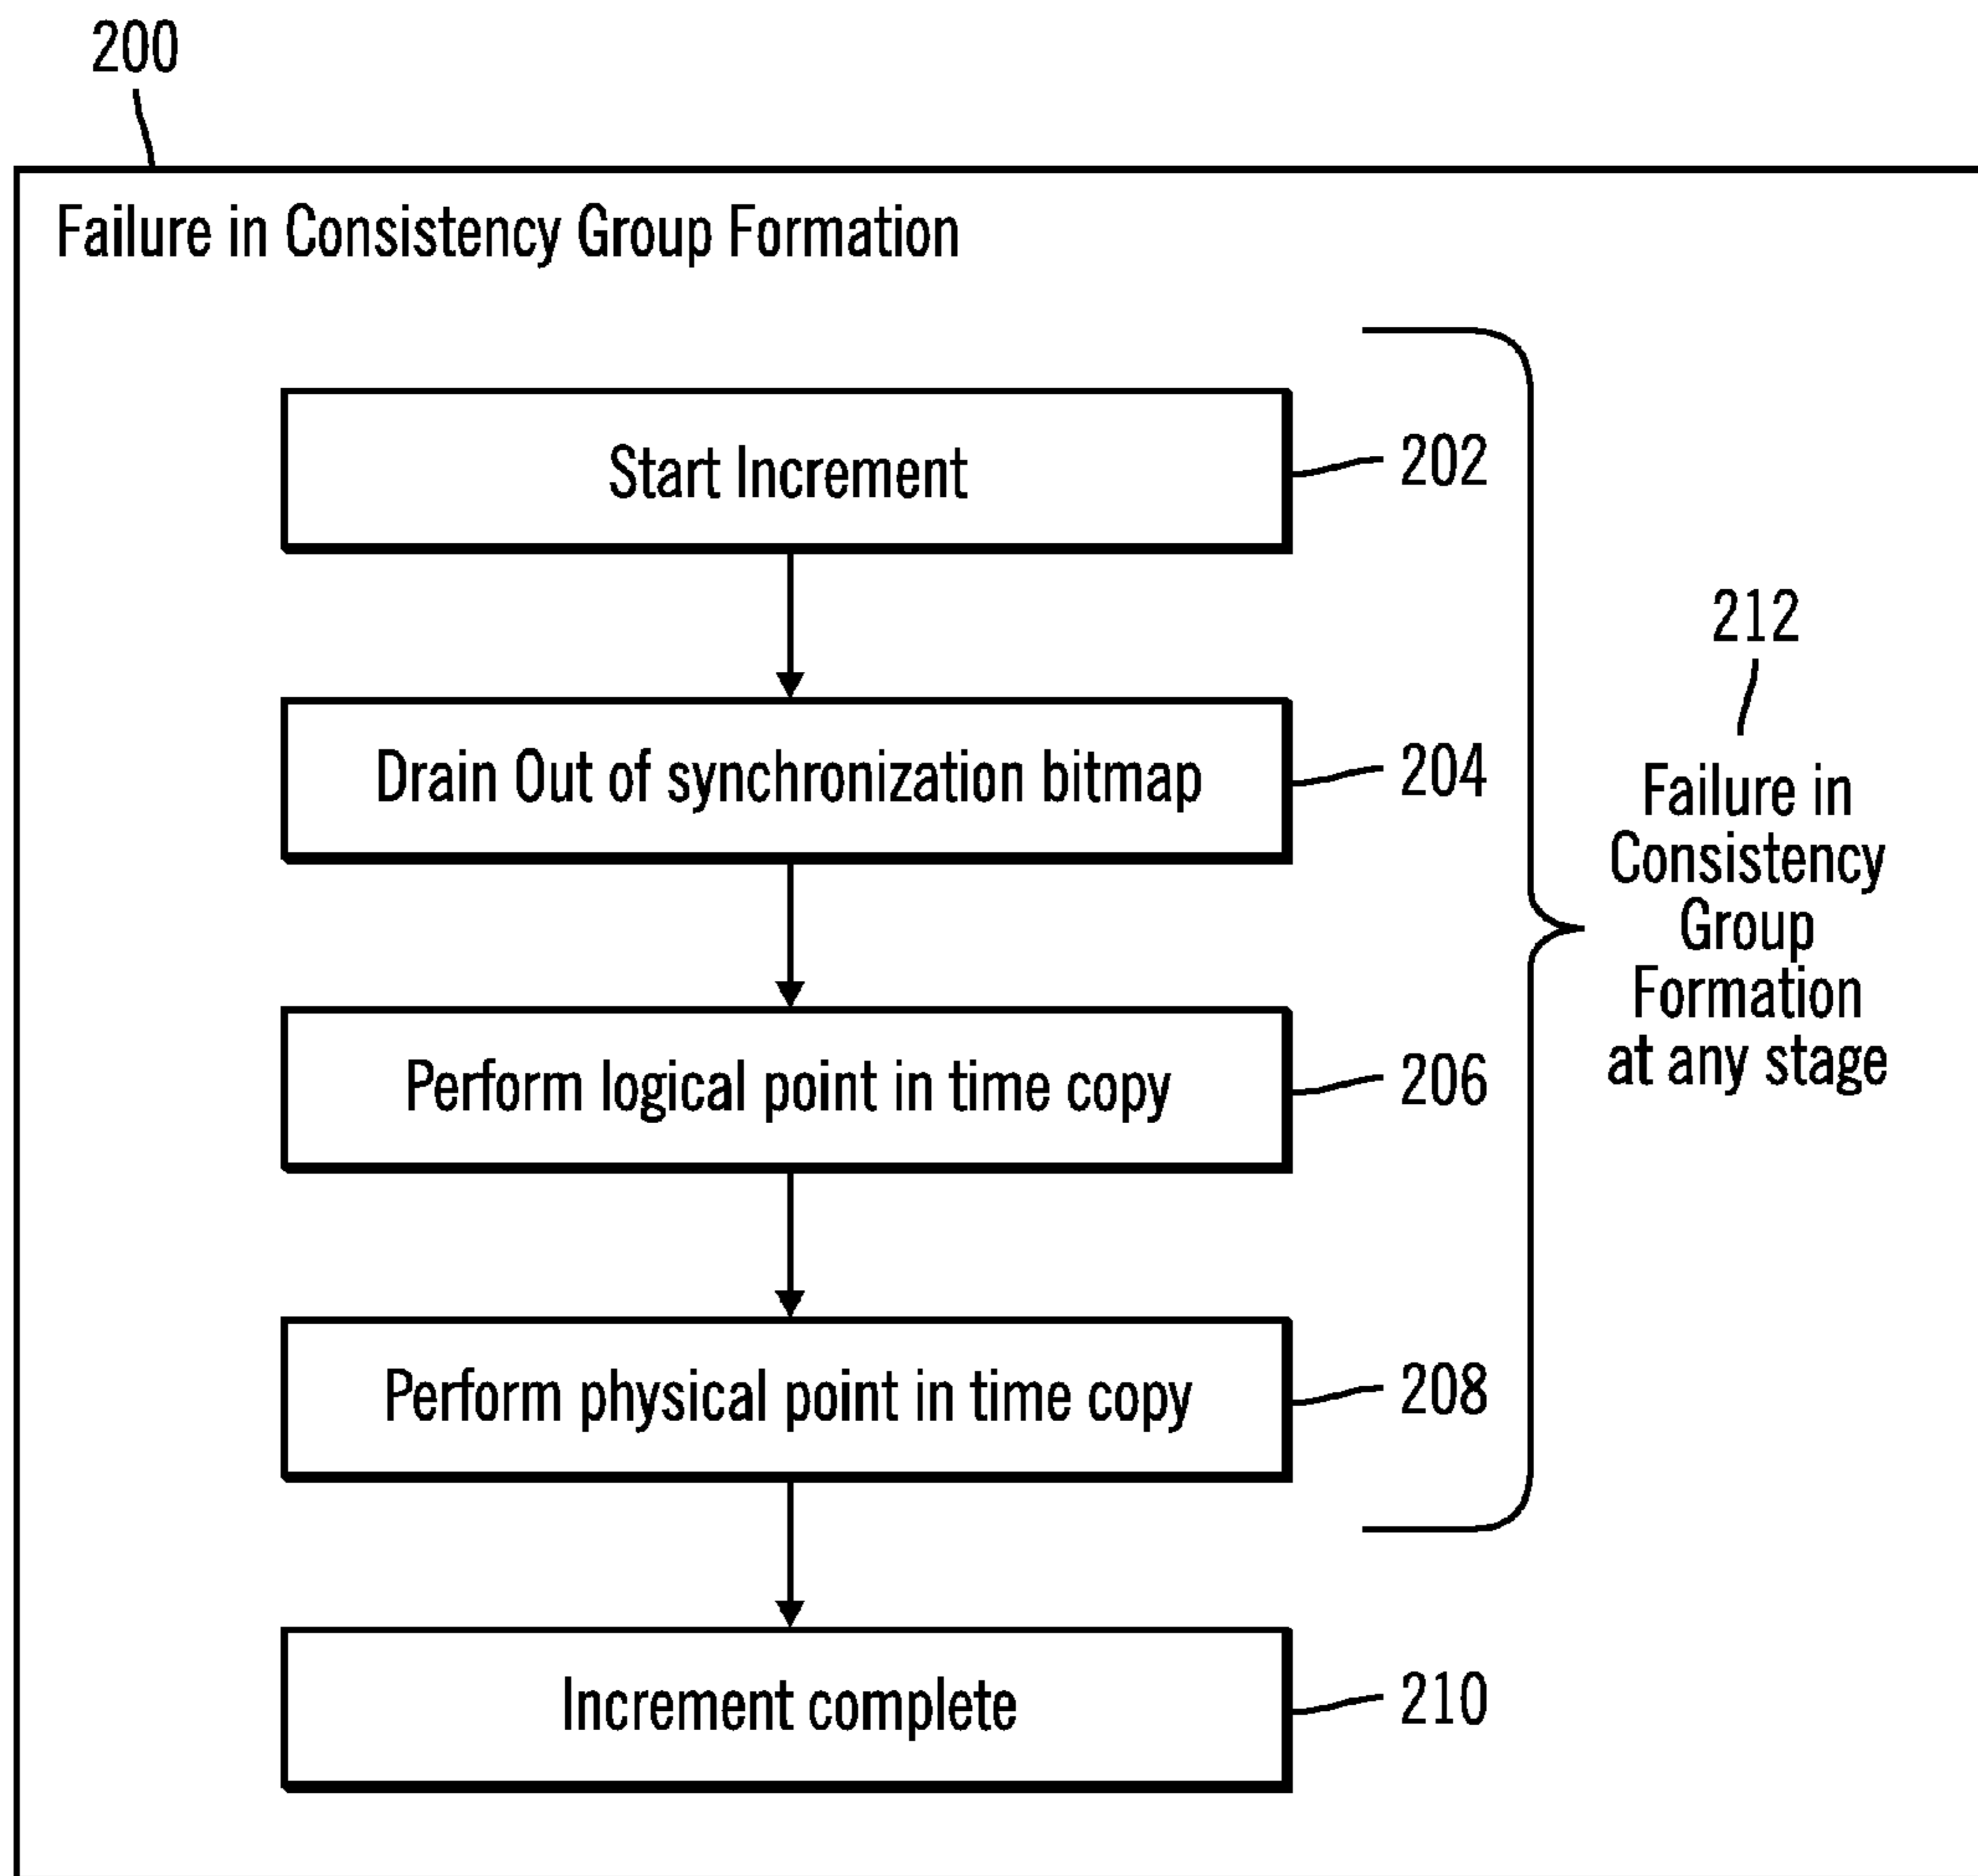 200
Failure in Consistency Group Formation
Start Increment
202
Drain Out of synchronization bitmap
204
Perform logical point in time copy
206
Perform physical point in time copy
208
Increment complete
210
212
Failure in
Consistency
Group
Formation
at any stage